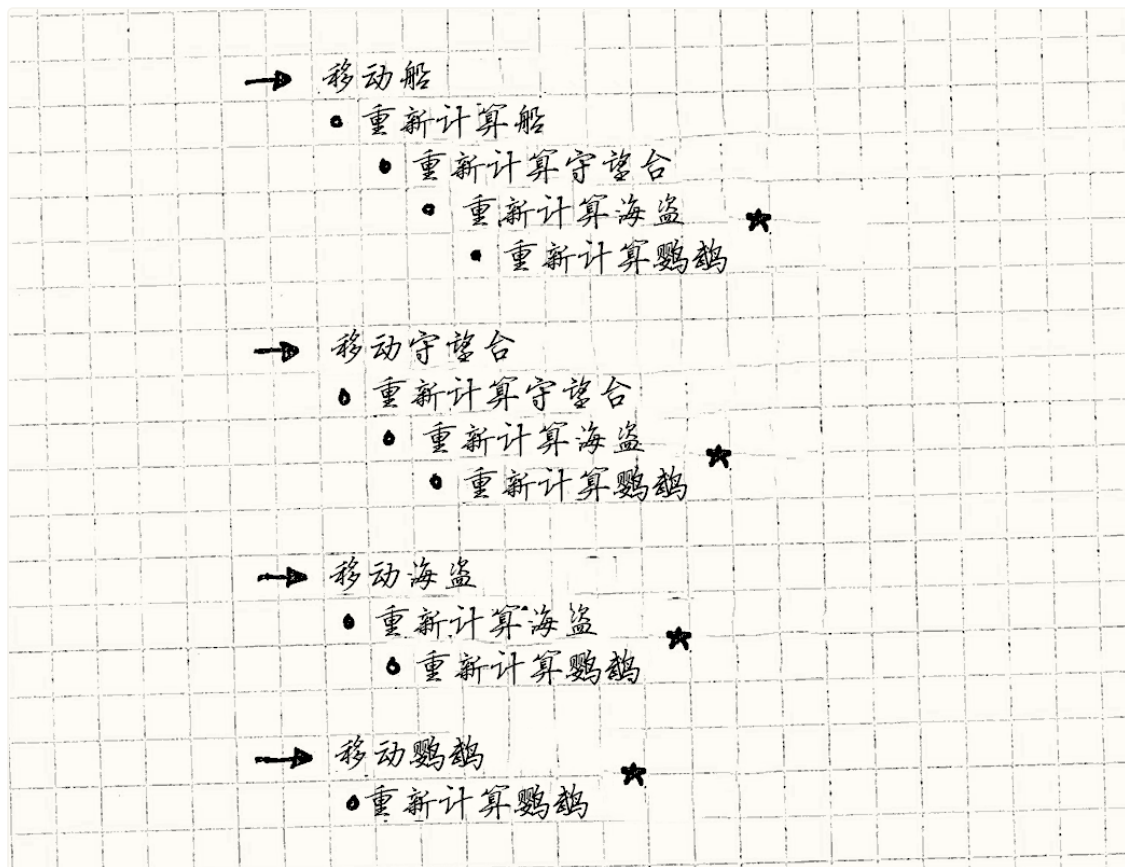 → 移动船
• 重新计算船
• 重新计算守望台
• 重新计算海盗 ★
• 重新计算鹦鹉
→ 移动守望台
• 重新计算守望台
• 重新计算海盗 ★
• 重新计算鹦鹉
→ 移动海盗
• 重新计算海盗 ★
• 重新计算鹦鹉
→ 移动鹦鹉 ★
• 重新计算鹦鹉